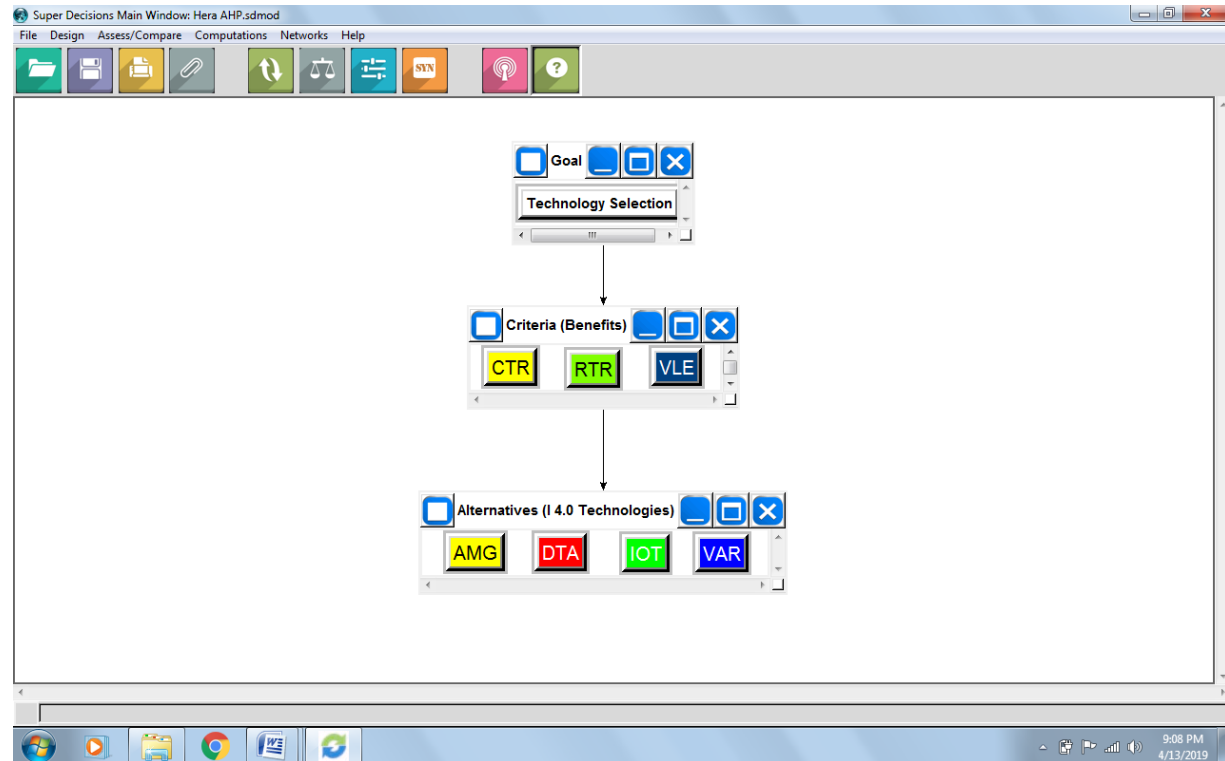 Super Decisions Main Window: Hera AHP.sdmod
File Design Assess/Compare Computations Networks Help
SYN ?
Goal
Technology Selection
Criteria (Benefits)
CTR RTR VLE
Alternatives (I 4.0 Technologies)
AMG DTA IOT VAR
9:08 PM
4/13/2019